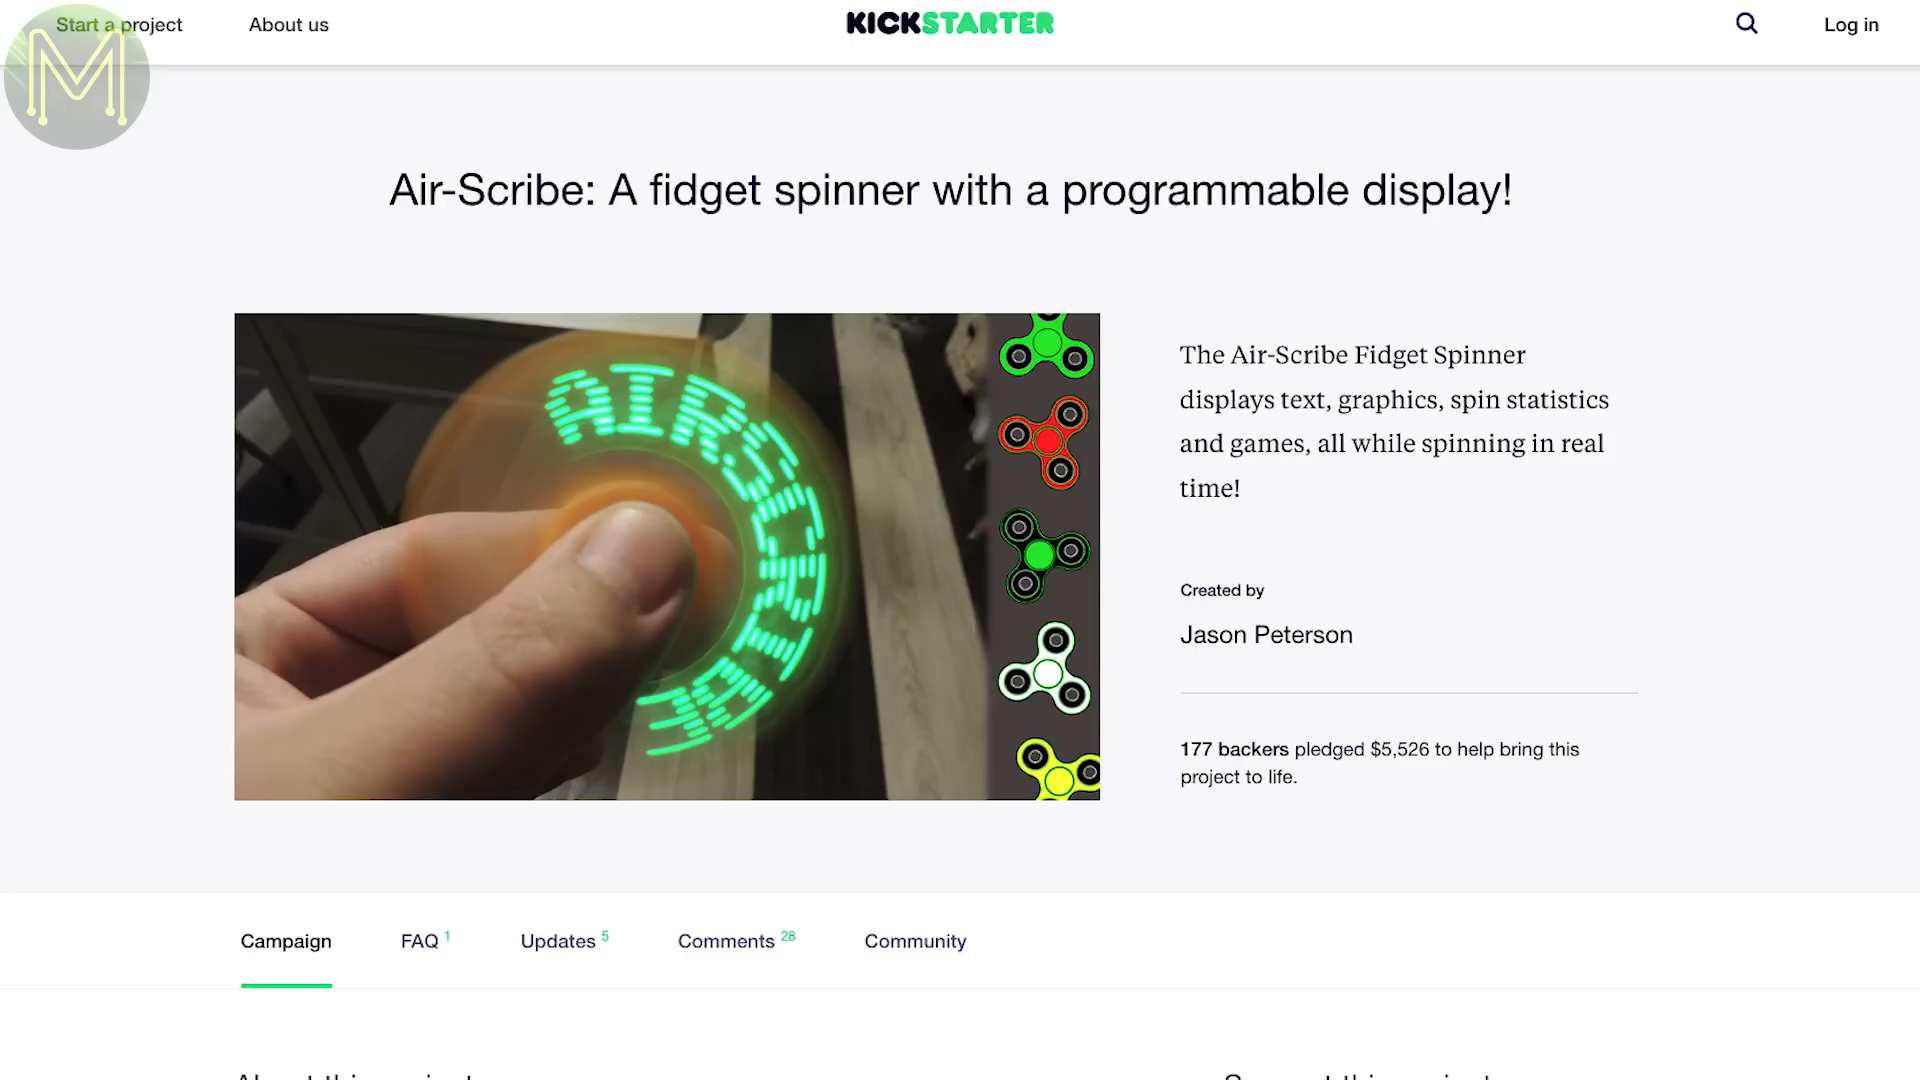 Start a project
About us
KICKSTARTER
Log in
M
Air-Scribe: A fidget spinner with a programmable display!
AIRSCRIBE
The Air-Scribe Fidget Spinner
displays text, graphics, spin statistics
and games, all while spinning in real
time!
Created by
Jason Peterson
177 backers pledged $5,526 to help bring this
project to life.
Campaign
FAQ 1
Updates 5
Comments 28
Community